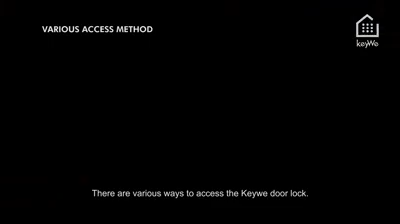 VARIOUS ACCESS METHOD
keyWe
There are various ways to access the Keywe door lock.